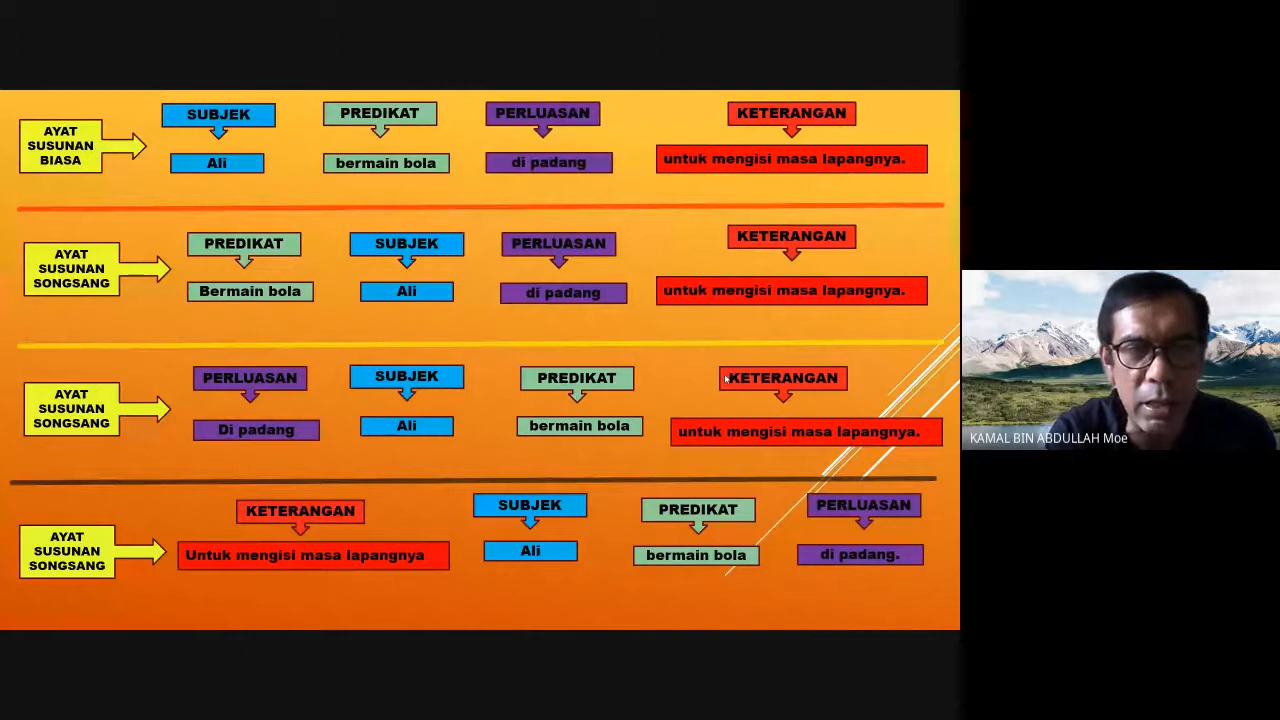 SUBJEK
PREDIKAT
PERLUASAN
KETERANGAN
AYAT
SUSUNAN
BIASA
Ali
bermain bola
di padang
untuk mengisi masa lapangnya.
PREDIKAT
SUBJEK
PERLUASAN
KETERANGAN
AYAT
SUSUNAN
SONGSANG
Bermain bola
Ali
di padang
untuk mengisi masa lapangnya.
PERLUASAN
SUBJEK
PREDIKAT
KETERANGAN
AYAT
SUSUNAN
SONGSANG
Di padang
Ali
bermain bola
untuk mengisi masa lapangnya.
KETERANGAN
SUBJEK
PREDIKAT
PERLUASAN
AYAT
SUSUNAN
SONGSANG
Untuk mengisi masa lapangnya
Ali
bermain bola
di padang.
KAMAL BIN ABDULLAH Moe